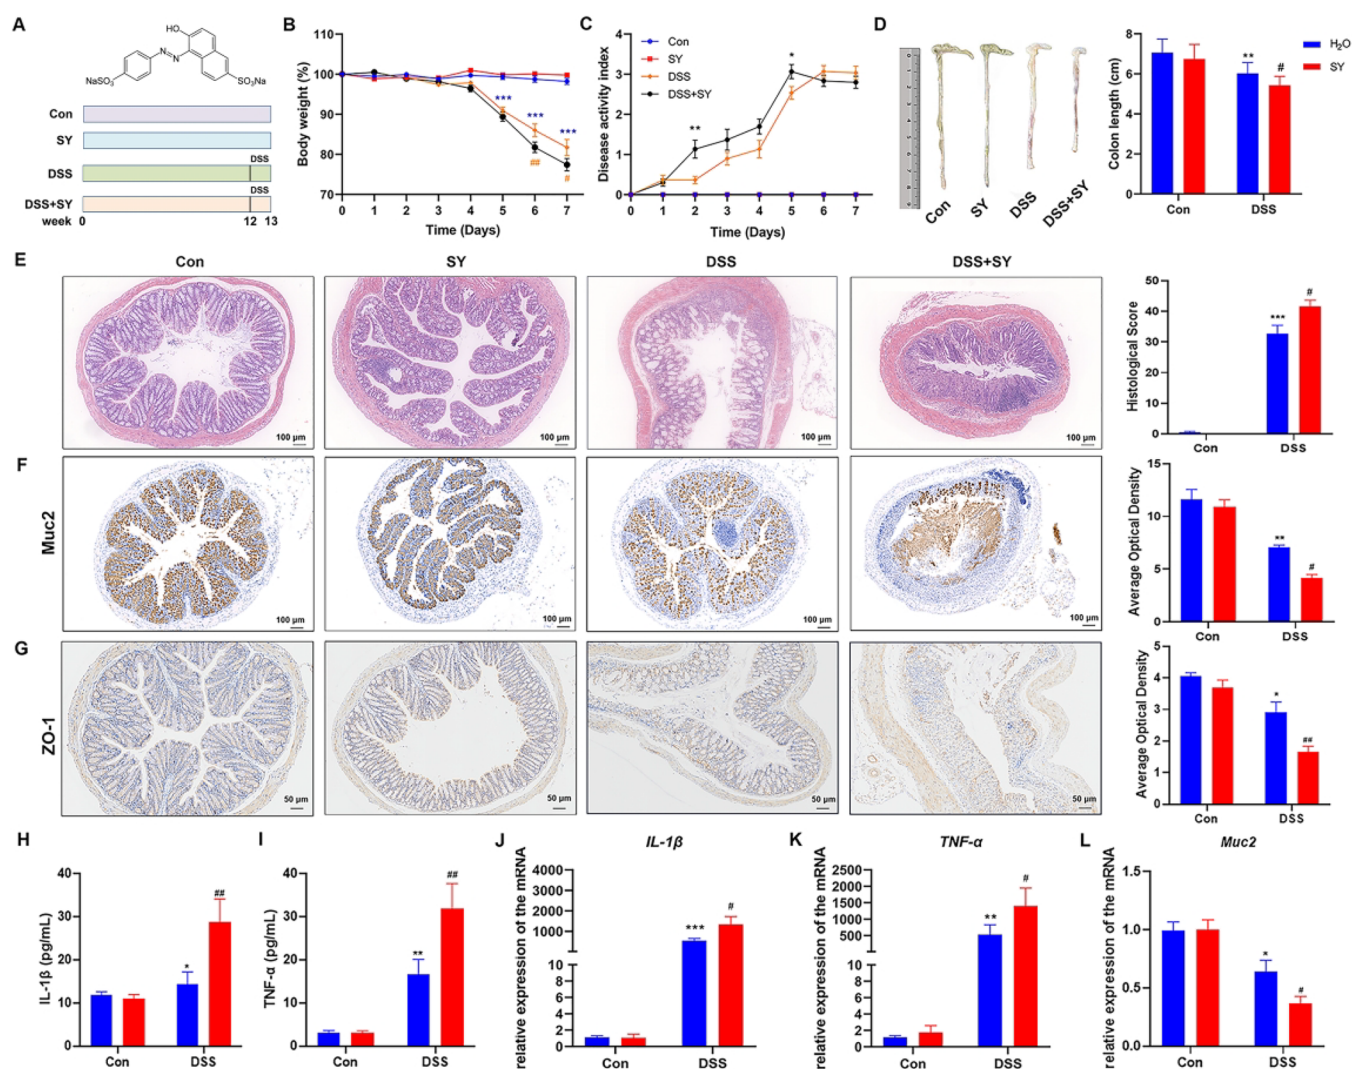 A
HO
N
N
NaSO₃
SO₃Na
Con
SY
DSS
DSS
DSS
DSS+SY
week
0
12
13
B
Body weight (%)
110
100
90
80
70
***
***
***
##
#
0 1 2 3 4 5 6 7
Time (Days)
C
Disease activity index
4
3
2
1
0
Con
SY
DSS
DSS+SY
**
*
0 1 2 3 4 5 6 7
Time (Days)
D
Con
SY
DSS
DSS+SY
Colon length (cm)
8
6
4
2
0
**
#
Con
DSS
H₂O
SY
E
Con
SY
DSS
DSS+SY
100 μm
100 μm
100 μm
100 μm
Histological Score
50
40
30
20
10
0
***
#
Con
DSS
F
Muc2
100 μm
100 μm
100 μm
100 μm
Average Optical Density
15
10
5
0
**
#
Con
DSS
G
ZO-1
50 μm
50 μm
50 μm
50 μm
Average Optical Density
5
4
3
2
1
0
*
##
Con
DSS
H
IL-1β (pg/mL)
40
30
20
10
0
*
##
Con
DSS
I
TNF-α (pg/mL)
40
30
20
10
0
**
##
Con
DSS
J
IL-1β
relative expression of the mRNA
4000
3000
2000
1000
10
8
6
4
2
0
***
#
Con
DSS
K
TNF-α
relative expression of the mRNA
2500
2000
1500
1000
500
10
8
6
4
2
0
**
#
Con
DSS
L
Muc2
relative expression of the mRNA
1.5
1.0
0.5
0.0
*
#
Con
DSS